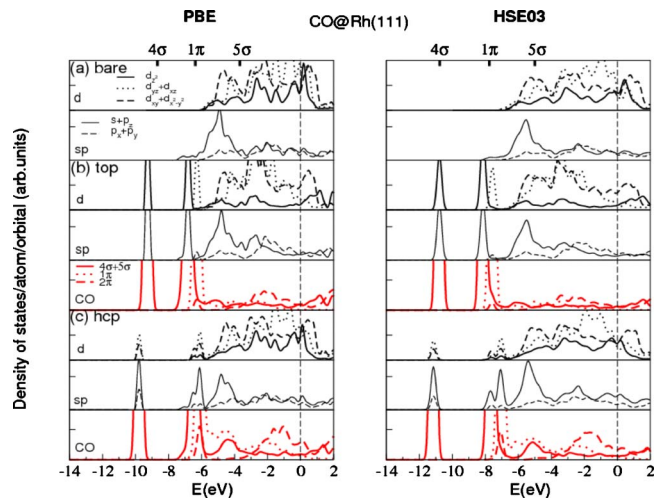 PBE CO@Rh(111) HSE03
4σ 1π 5σ 4σ 1π 5σ
(a) bare
d_z² d_yz+d_xz d_xy+d_x²-y²
d
s+p_z
p_x+p_y
sp
(b) top
d
sp
4σ+5σ
1π
2π
CO
(c) hcp
d
sp
CO
-14 -12 -10 -8 -6 -4 -2 0 2 -14 -12 -10 -8 -6 -4 -2 0 2
E(eV) E(eV)
Density of states/atom/orbital (arb.units)